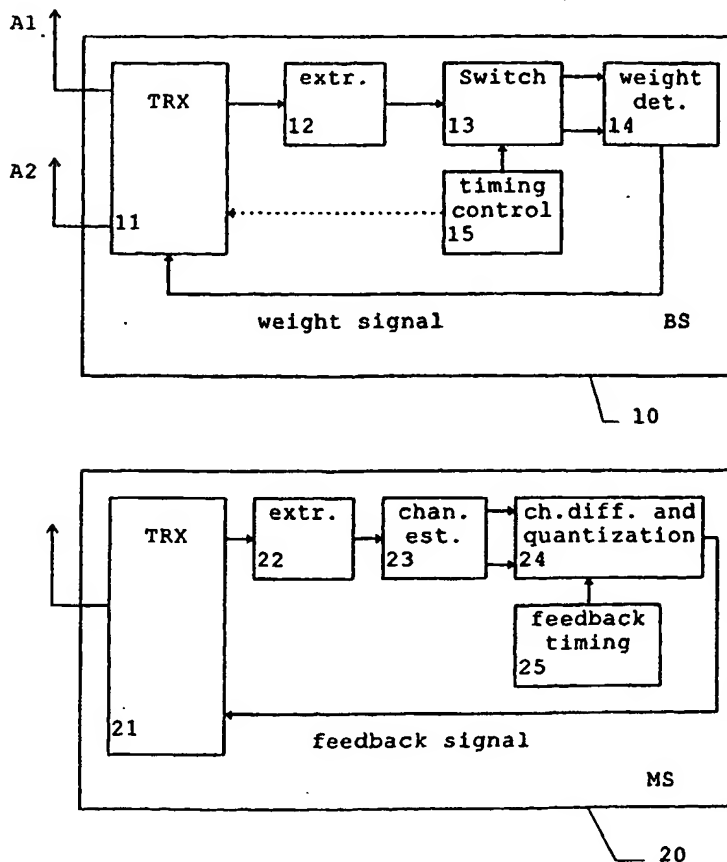 A1
TRX
extr.
12
Switch
13
weight
det.
14
A2
11
timing
control
15
weight signal
BS
10
TRX
extr.
22
chan.
est.
23
ch.diff. and
quantization
24
feedback
timing
25
21
feedback signal
MS
20